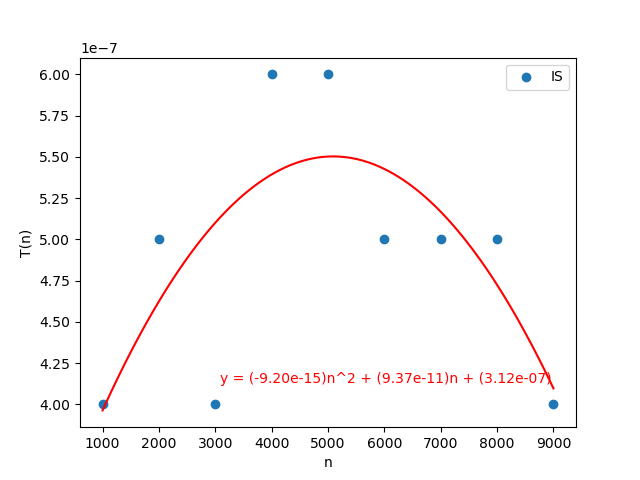 1e−7
IS
6.00
5.75
5.50
5.25
5.00
4.75
4.50
4.25
4.00
T(n)
y = (-9.20e-15)n^2 + (9.37e-11)n + (3.12e-07)
1000 2000 3000 4000 5000 6000 7000 8000 9000
n